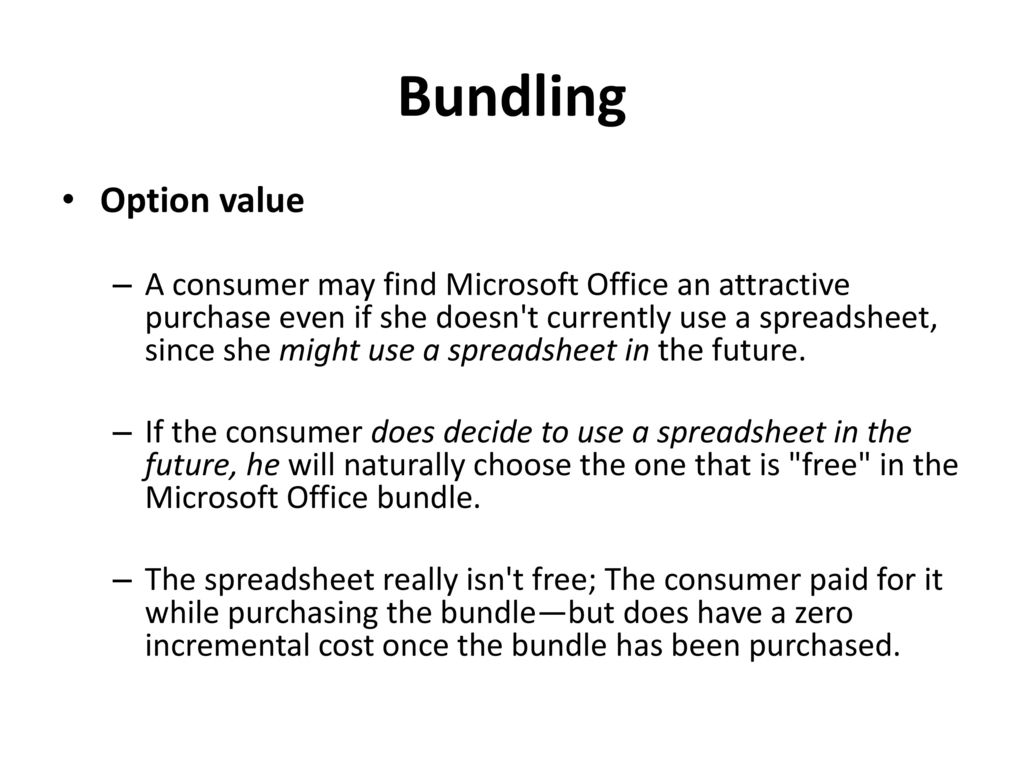 Bundling
• Option value
– A consumer may find Microsoft Office an attractive
purchase even if she doesn't currently use a spreadsheet,
since she might use a spreadsheet in the future.
– If the consumer does decide to use a spreadsheet in the
future, he will naturally choose the one that is "free" in the
Microsoft Office bundle.
– The spreadsheet really isn't free; The consumer paid for it
while purchasing the bundle—but does have a zero
incremental cost once the bundle has been purchased.